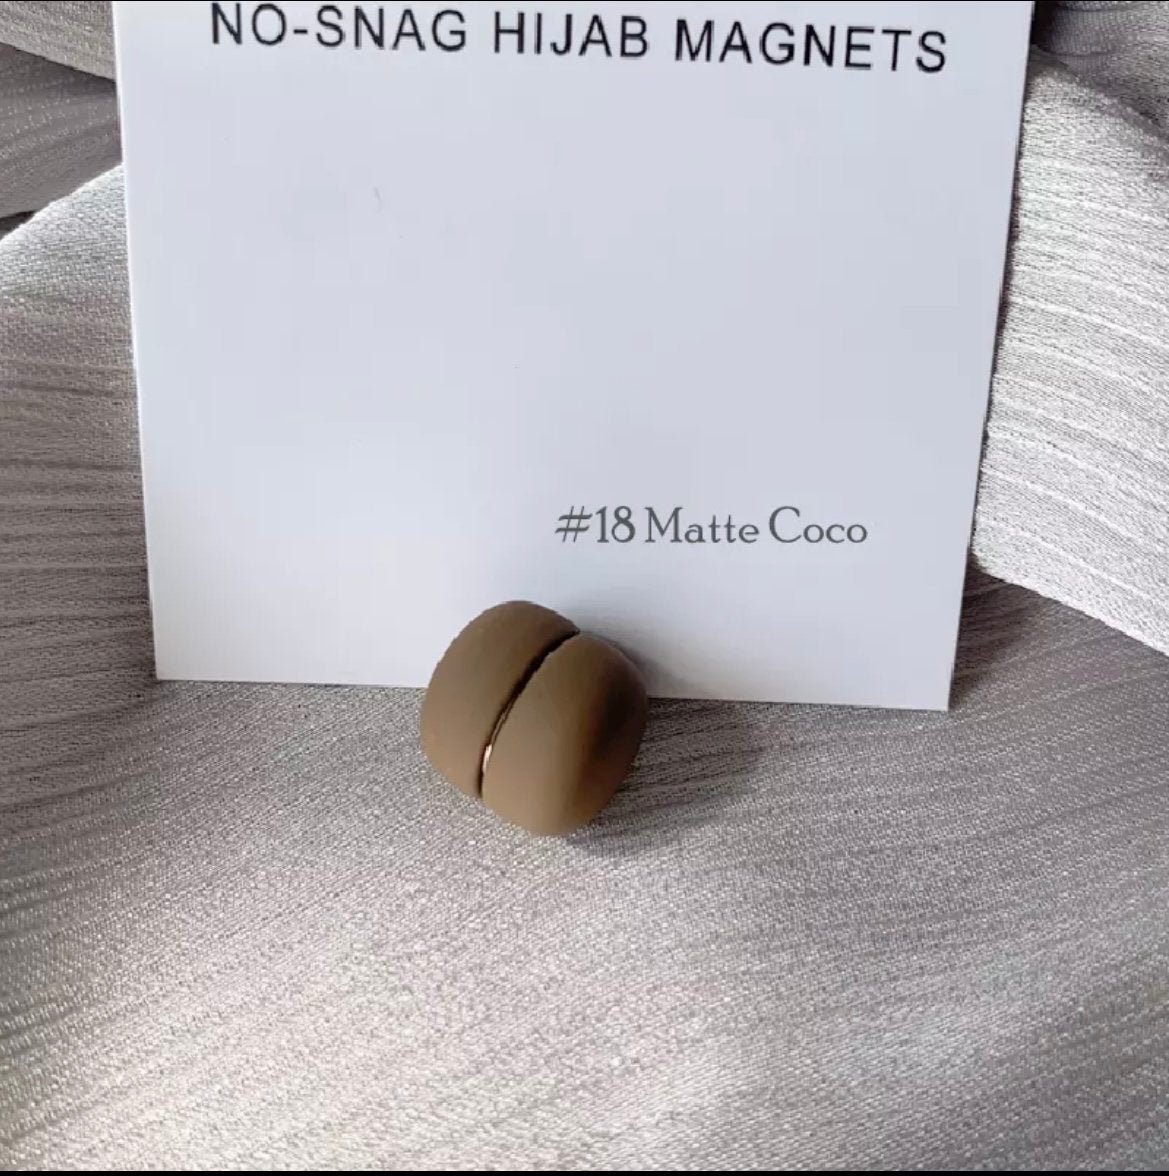 NO-SNAG HIJAB MAGNETS
#18 Matte Coco